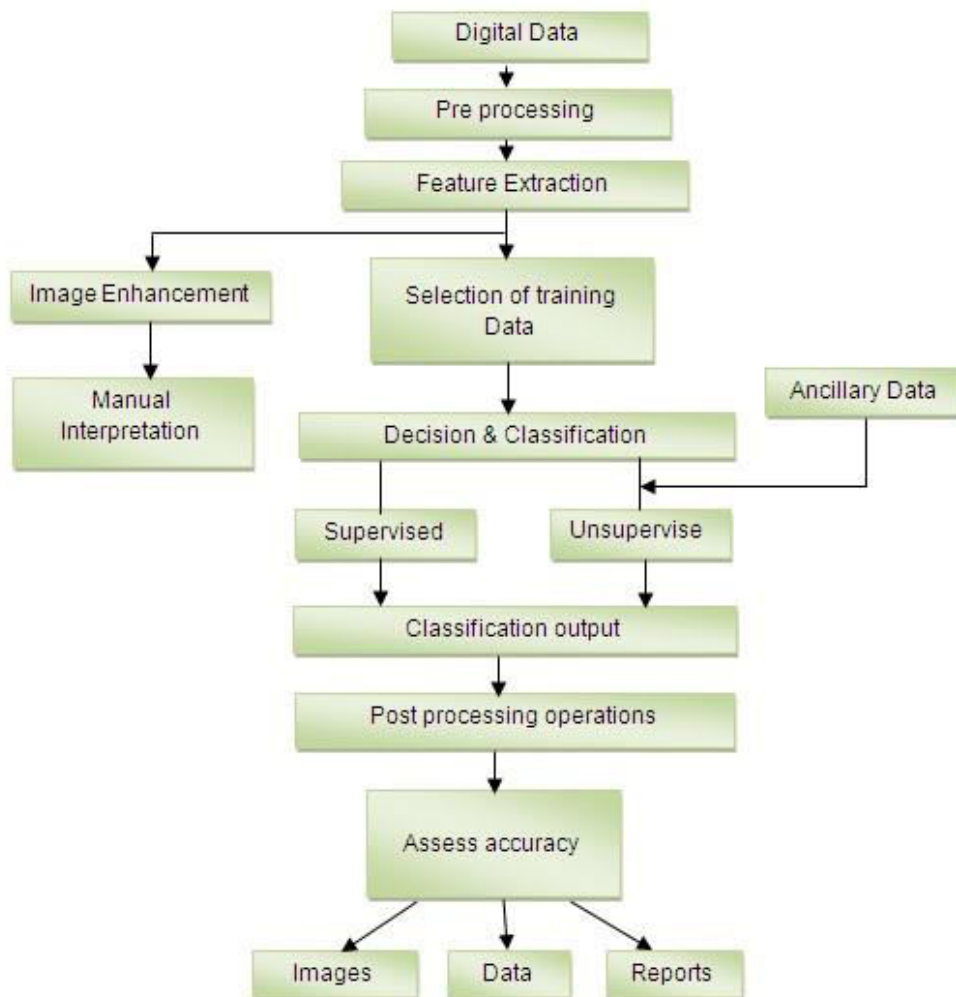 Digital Data
Pre processing
Feature Extraction
Image Enhancement
Selection of training
Data
Manual
Interpretation
Ancillary Data
Decision & Classification
Supervised
Unsupervise
Classification output
Post processing operations
Assess accuracy
Images
Data
Reports